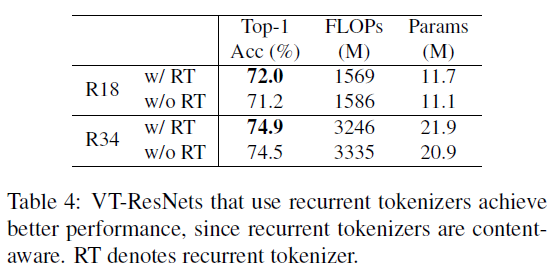 Top-1 FLOPs Params
Acc (%) (M) (M)
R18 w/ RT 72.0 1569 11.7
w/o RT 71.2 1586 11.1
R34 w/ RT 74.9 3246 21.9
w/o RT 74.5 3335 20.9
Table 4: VT-ResNets that use recurrent tokenizers achieve
better performance, since recurrent tokenizers are content-
aware. RT denotes recurrent tokenizer.